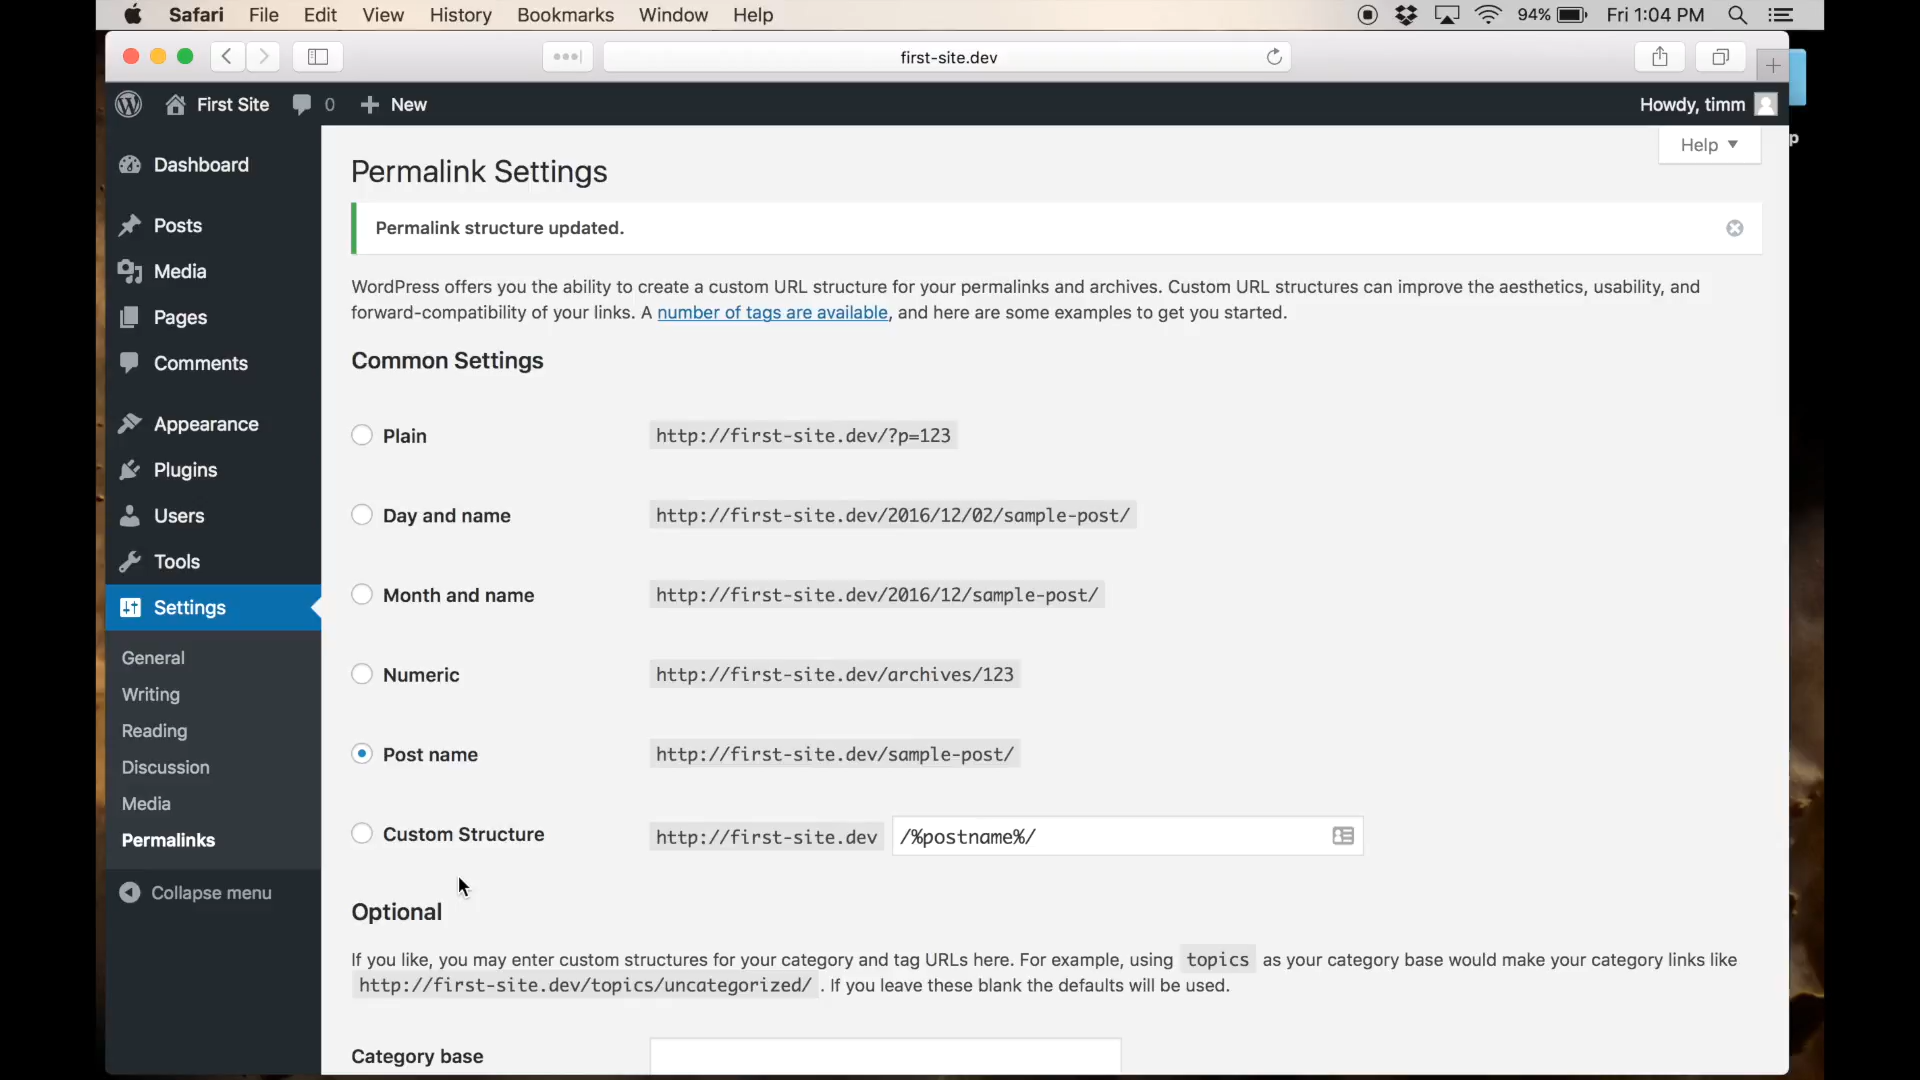 Safari File Edit View History Bookmarks Window Help 94% Fri 1:04 PM
first-site.dev
First Site 0 New Howdy, timm
Help
Dashboard
Posts
Media
Pages
Comments
Appearance
Plugins
Users
Tools
Settings
General
Writing
Reading
Discussion
Media
Permalinks
Collapse menu
Permalink Settings
Permalink structure updated.
WordPress offers you the ability to create a custom URL structure for your permalinks and archives. Custom URL structures can improve the aesthetics, usability, and
forward-compatibility of your links. A number of tags are available, and here are some examples to get you started.
Common Settings
Plain http://first-site.dev/?p=123
Day and name http://first-site.dev/2016/12/02/sample-post/
Month and name http://first-site.dev/2016/12/sample-post/
Numeric http://first-site.dev/archives/123
Post name http://first-site.dev/sample-post/
Custom Structure http://first-site.dev /%postname%/
Optional
If you like, you may enter custom structures for your category and tag URLs here. For example, using topics as your category base would make your category links like
http://first-site.dev/topics/uncategorized/ . If you leave these blank the defaults will be used.
Category base